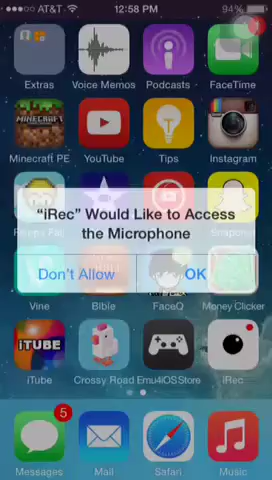 AT&T
12:58 PM
94%
Extras
Voice Memos
Podcasts
FaceTime
MINECRAFT
Minecraft PE
YouTube
Tips
Instagram
“iRec” Would Like to Access
the Microphone
Don't Allow
OK
Vine
Bible
FaceQ
Money Clicker
iTUBE
iTube
Crossy Road
Emu4iOSStore
iRec
5
Messages
Mail
Safari
Music